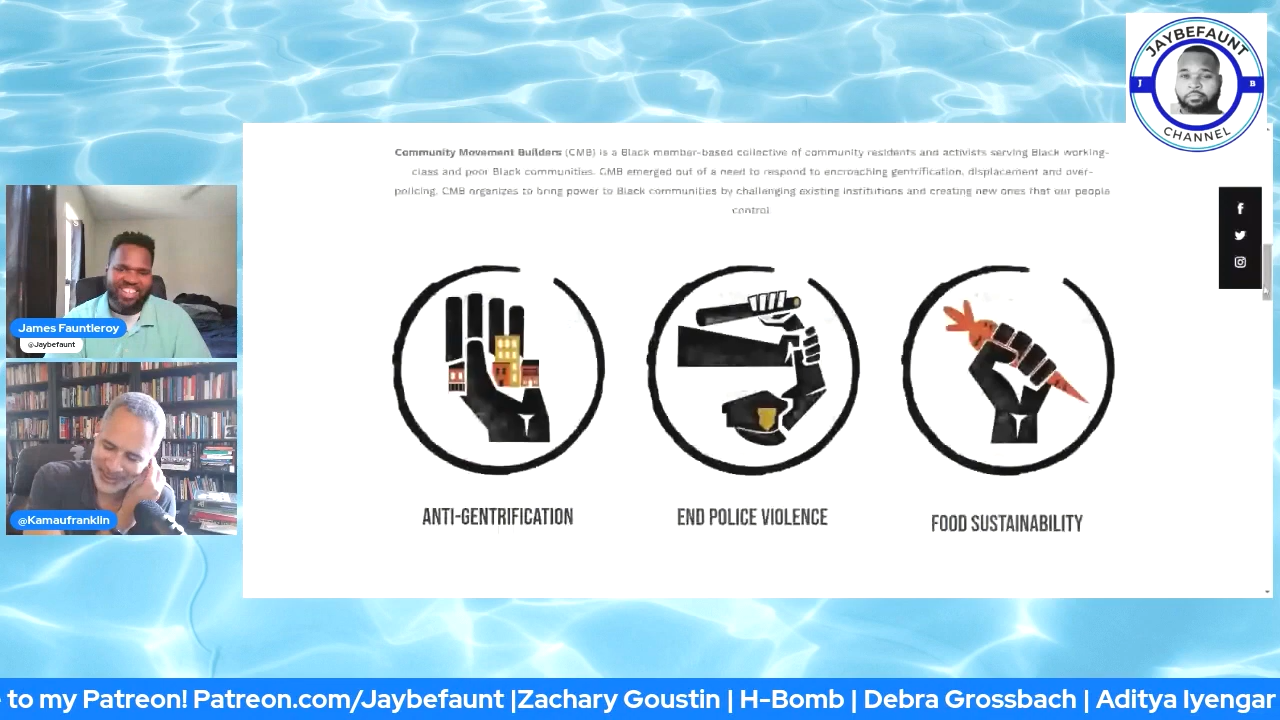 JAYBEFAUNT
J B
CHANNEL
Community Movement Builders (CMB) is a Black member-based collective of community residents and activists serving Black working-
class and poor Black communities. CMB emerged out of a need to respond to encroaching gentrification, displacement and over-
policing. CMB organizes to bring power to Black communities by challenging existing institutions and creating new ones that our people
control.
James Fauntleroy
@Jaybefaunt
@Kamaufranklin
ANTI-GENTRIFICATION
END POLICE VIOLENCE
FOOD SUSTAINABILITY
to my Patreon! Patreon.com/Jaybefaunt |Zachary Goustin | H-Bomb | Debra Grossbach | Aditya Iyengar